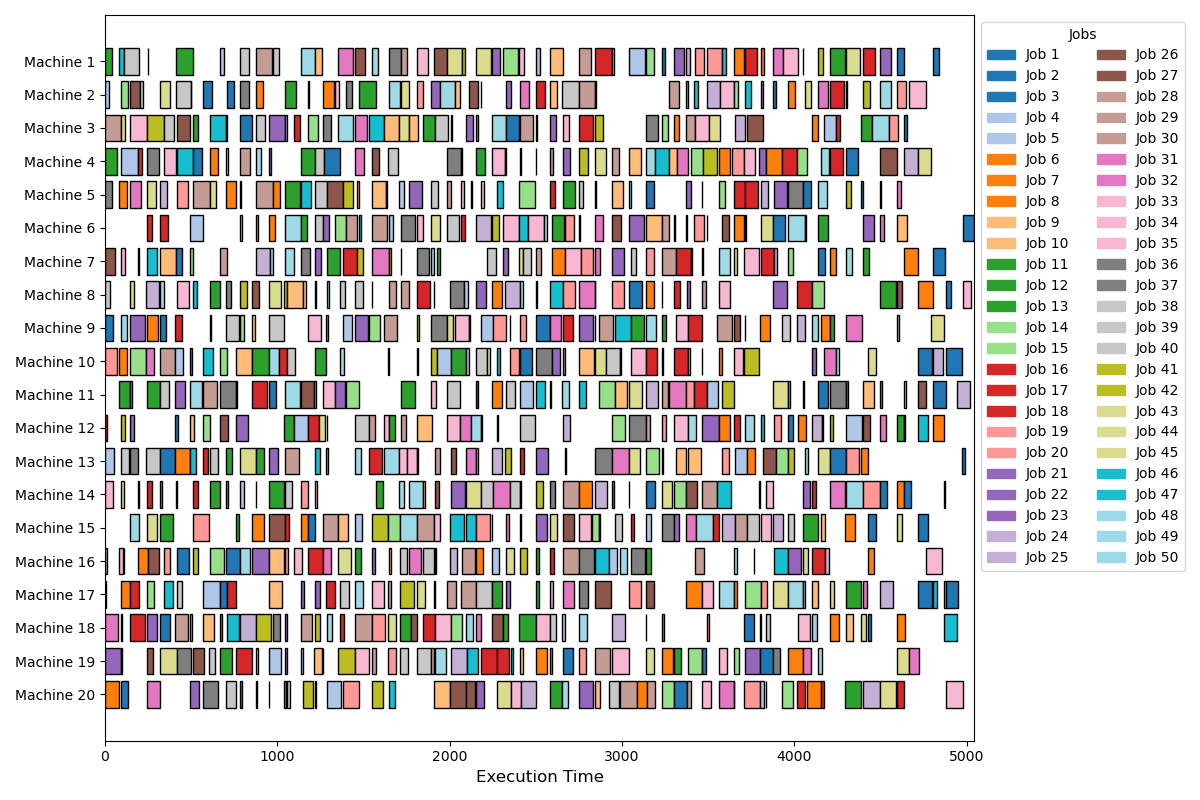 Machine 1
Machine 2
Machine 3
Machine 4
Machine 5
Machine 6
Machine 7
Machine 8
Machine 9
Machine 10
Machine 11
Machine 12
Machine 13
Machine 14
Machine 15
Machine 16
Machine 17
Machine 18
Machine 19
Machine 20
0 1000 2000 3000 4000 5000
Execution Time
Jobs
Job 1
Job 2
Job 3
Job 4
Job 5
Job 6
Job 7
Job 8
Job 9
Job 10
Job 11
Job 12
Job 13
Job 14
Job 15
Job 16
Job 17
Job 18
Job 19
Job 20
Job 21
Job 22
Job 23
Job 24
Job 25
Job 26
Job 27
Job 28
Job 29
Job 30
Job 31
Job 32
Job 33
Job 34
Job 35
Job 36
Job 37
Job 38
Job 39
Job 40
Job 41
Job 42
Job 43
Job 44
Job 45
Job 46
Job 47
Job 48
Job 49
Job 50